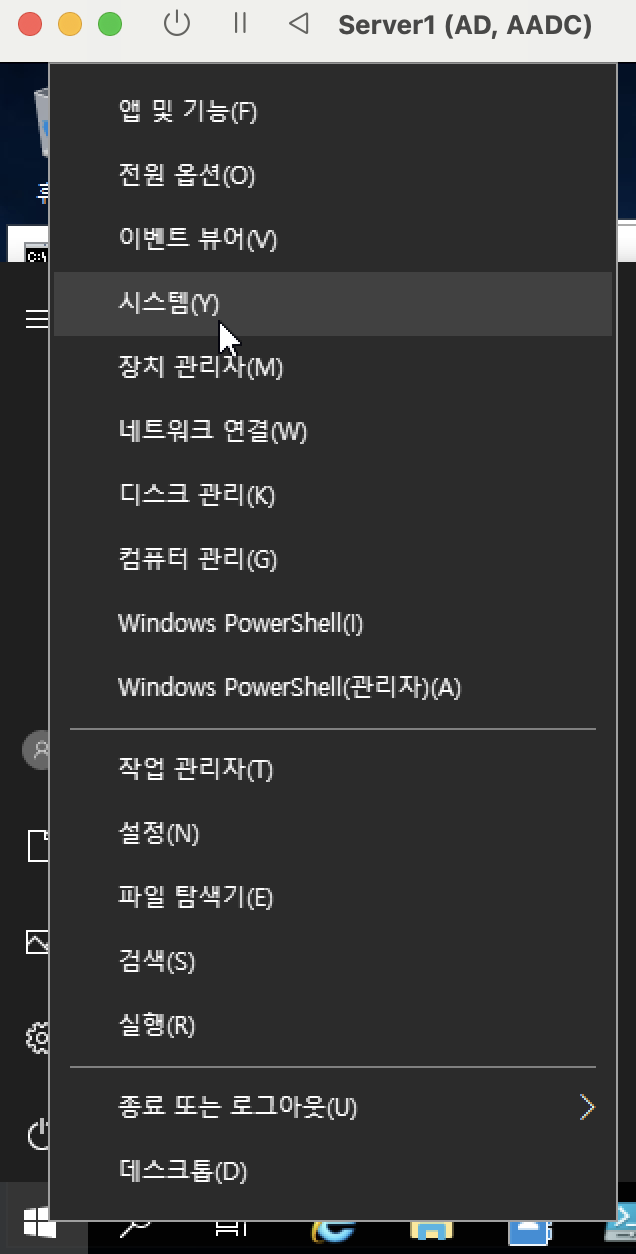 Server1 (AD, AADC)
앱 및 기능(F)
전원 옵션(O)
이벤트 뷰어(V)
시스템(Y)
장치 관리자(M)
네트워크 연결(W)
디스크 관리(K)
컴퓨터 관리(G)
Windows PowerShell(I)
Windows PowerShell(관리자)(A)
작업 관리자(T)
설정(N)
파일 탐색기(E)
검색(S)
실행(R)
종료 또는 로그아웃(U)
데스크톱(D)